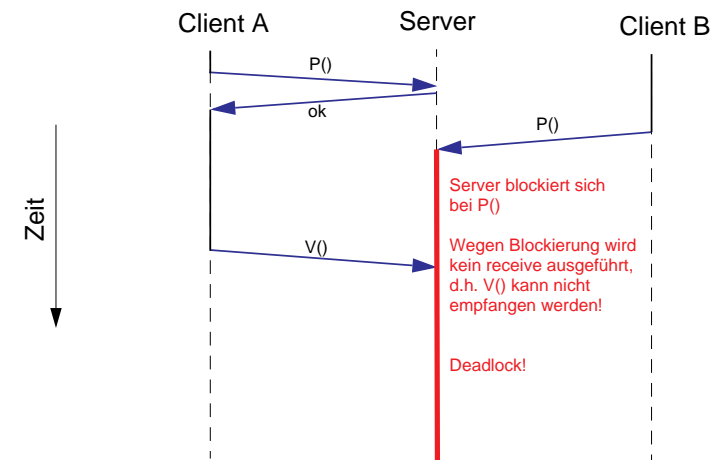 Client A
Server
Client B
P()
ok
P()
Zeit
Server blockiert sich
bei P()
Wegen Blockierung wird
kein receive ausgeführt,
d.h. V() kann nicht
empfangen werden!
V()
Deadlock!